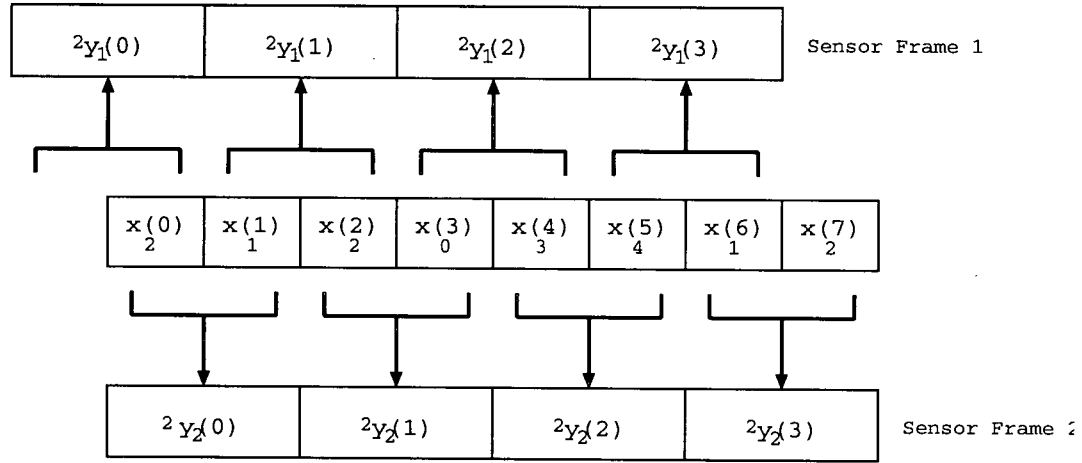 ²y₁(0) ²y₁(1) ²y₁(2) ²y₁(3) Sensor Frame 1
x(0) x(1) x(2) x(3) x(4) x(5) x(6) x(7)
2 1 2 0 3 4 1 2
²y₂(0) ²y₂(1) ²y₂(2) ²y₂(3) Sensor Frame 2